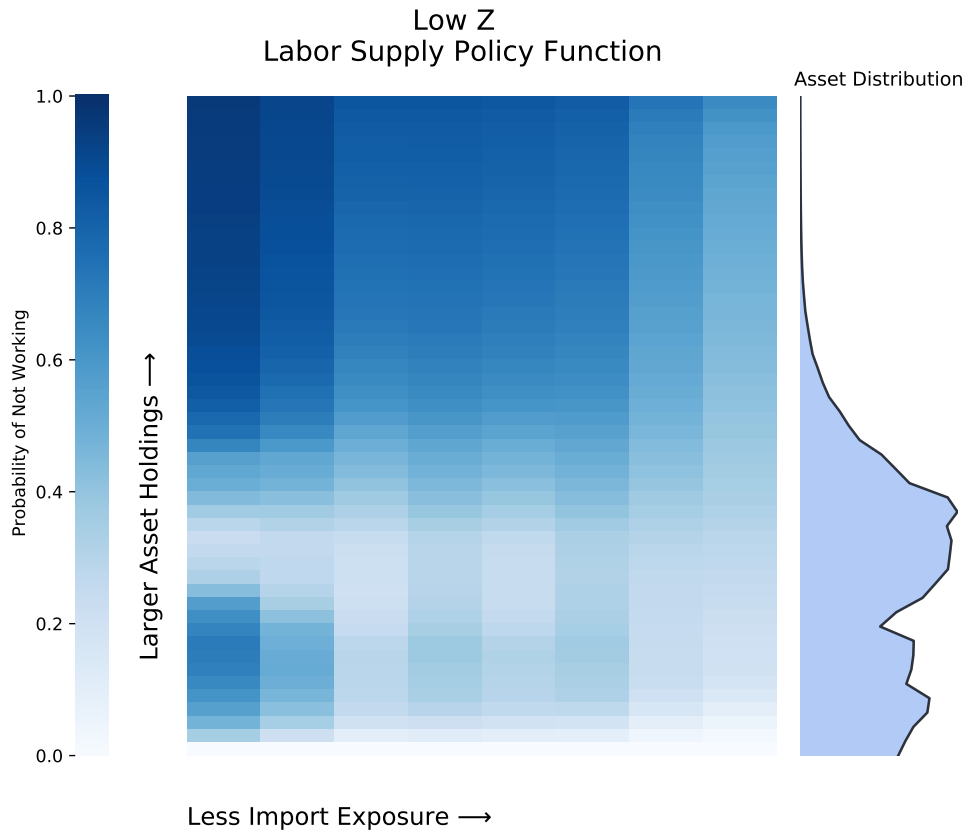 Low Z
Labor Supply Policy Function
Asset Distribution
1.0
0.8
0.6
0.4
0.2
0.0
Probability of Not Working
Larger Asset Holdings ⟶
Less Import Exposure ⟶